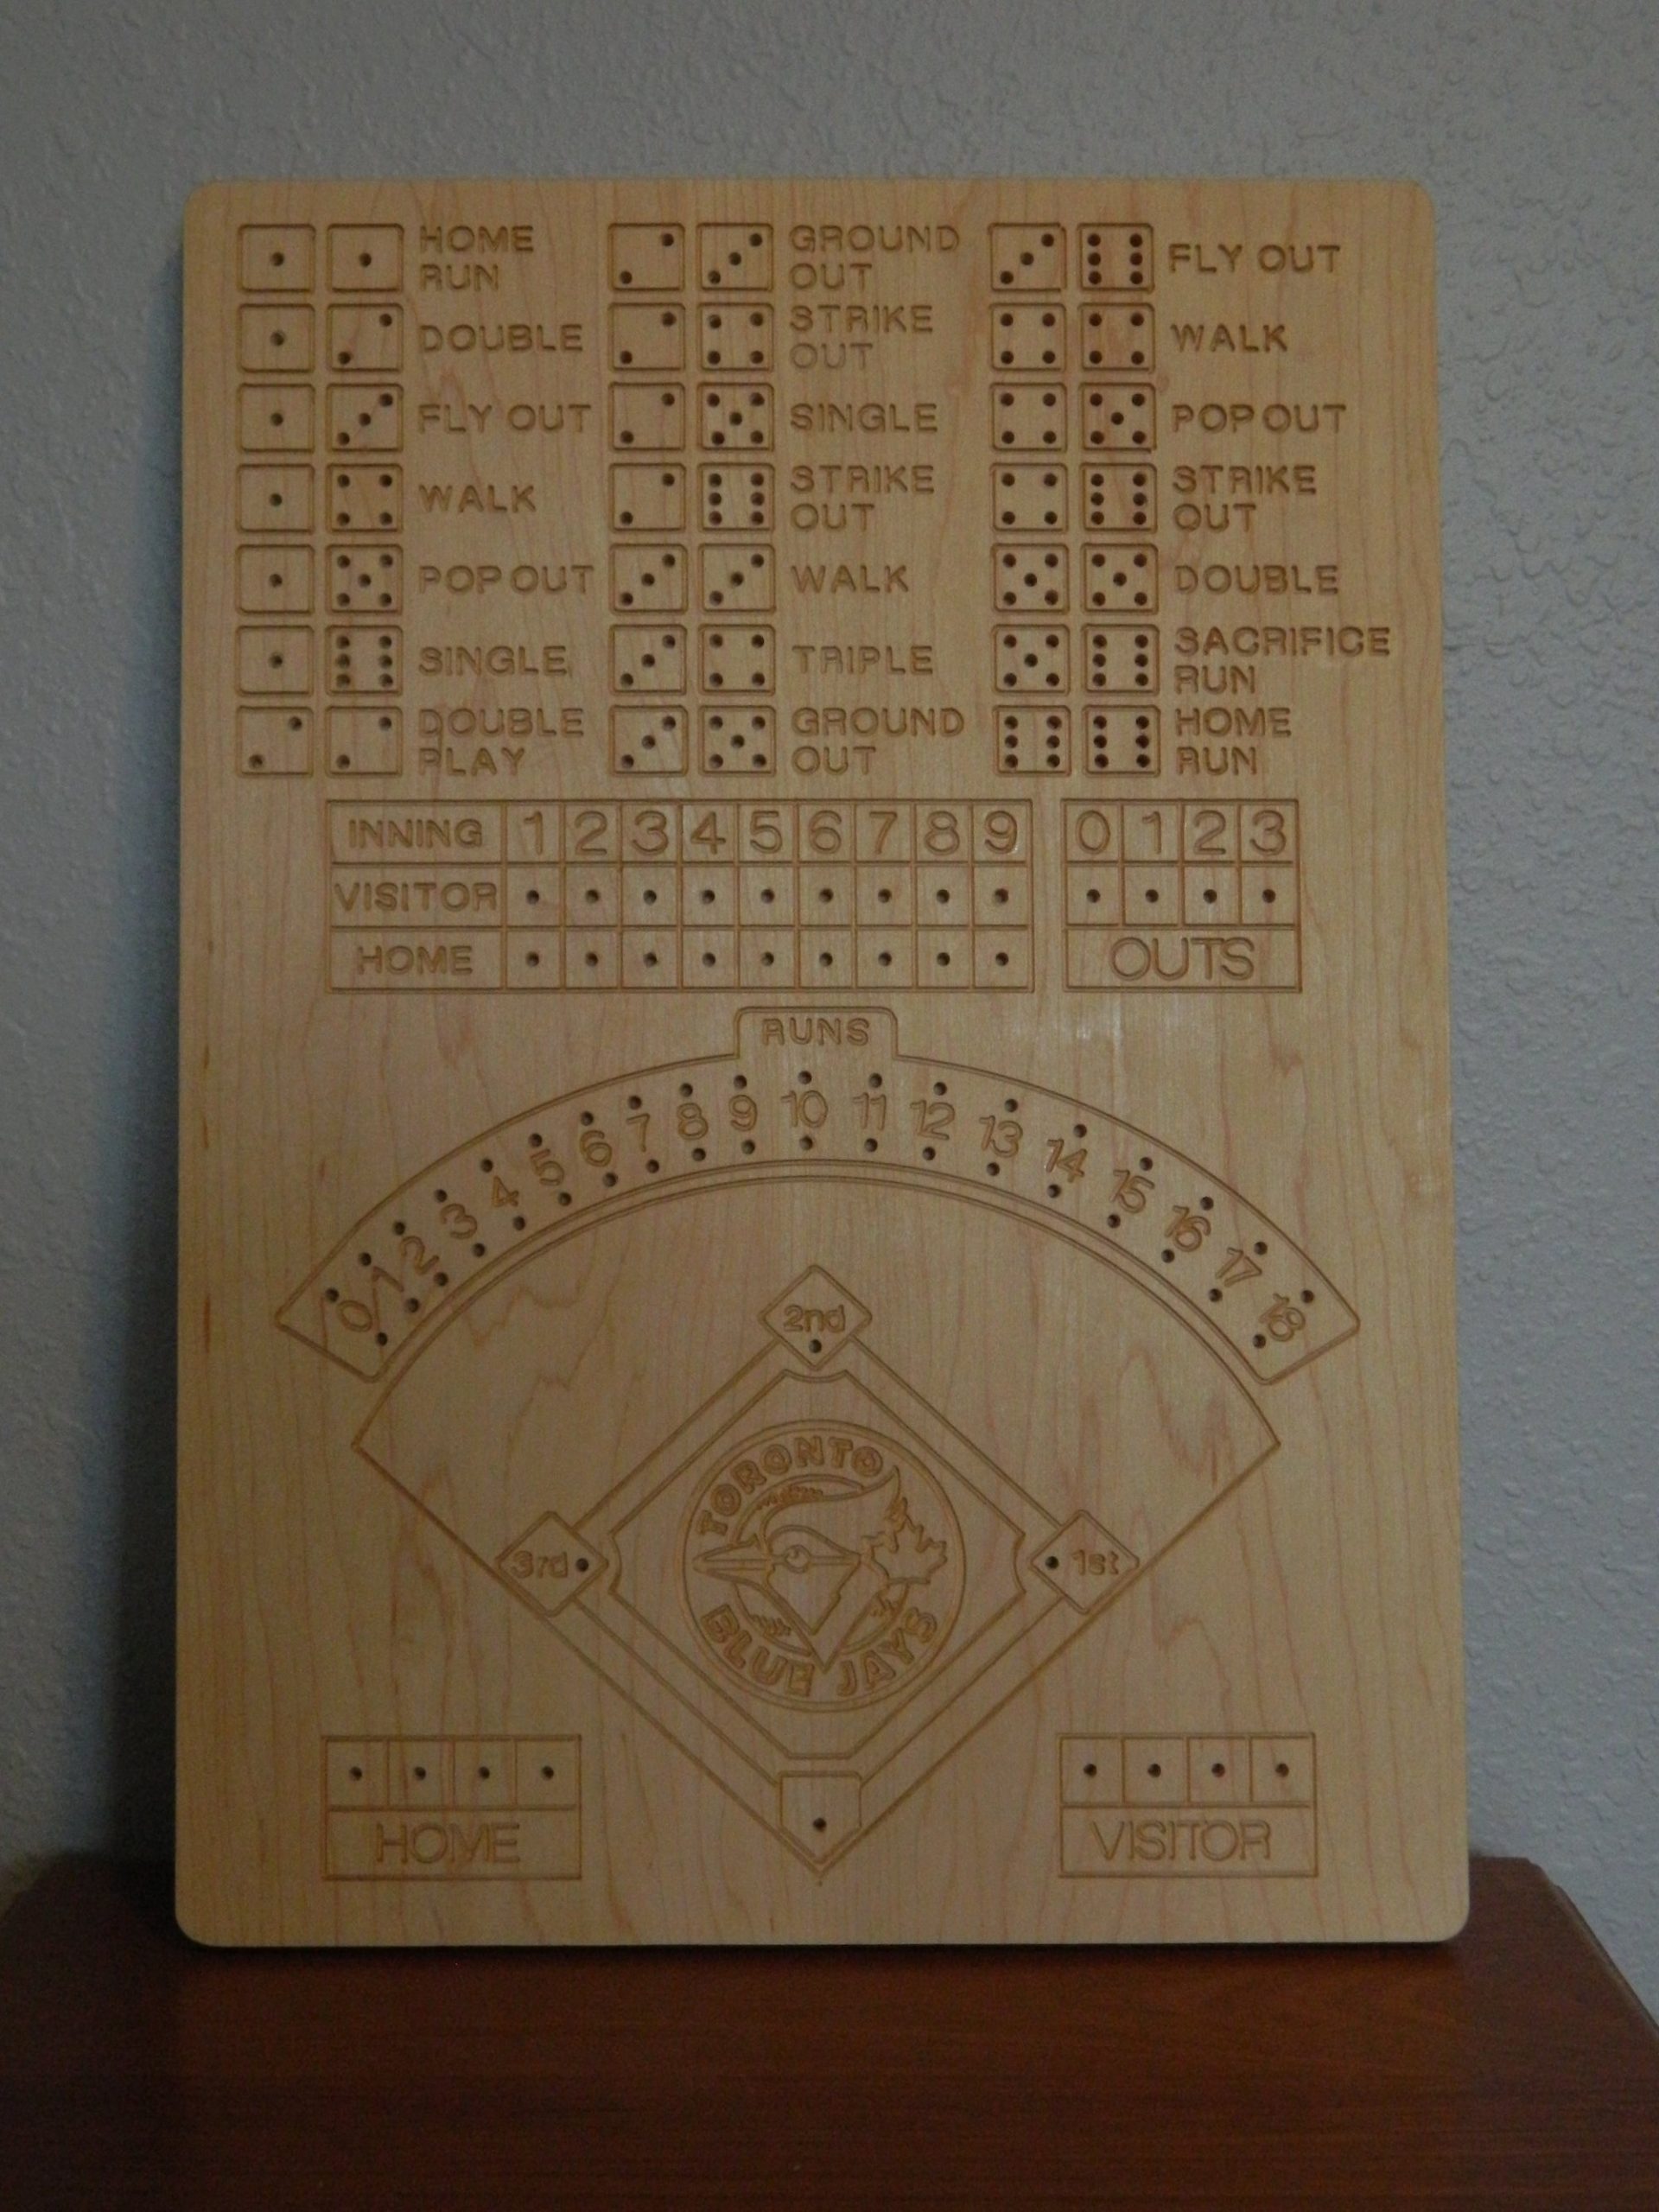 HOME
RUN
DOUBLE
FLY OUT
WALK
POP OUT
SINGLE
DOUBLE
PLAY
GROUND
OUT
STRIKE
OUT
SINGLE
STRIKE
OUT
WALK
TRIPLE
GROUND
OUT
FLY OUT
WALK
POP OUT
STRIKE
OUT
DOUBLE
SACRIFICE
RUN
HOME
RUN
INNING 1 2 3 4 5 6 7 8 9
VISITOR
HOME
0 1 2 3
OUTS
RUNS
0 1 2 3 4 5 6 7 8 9 10 11 12 13 14 15 16 17 18
2nd
3rd
1st
TORONTO
BLUE JAYS
HOME
VISITOR